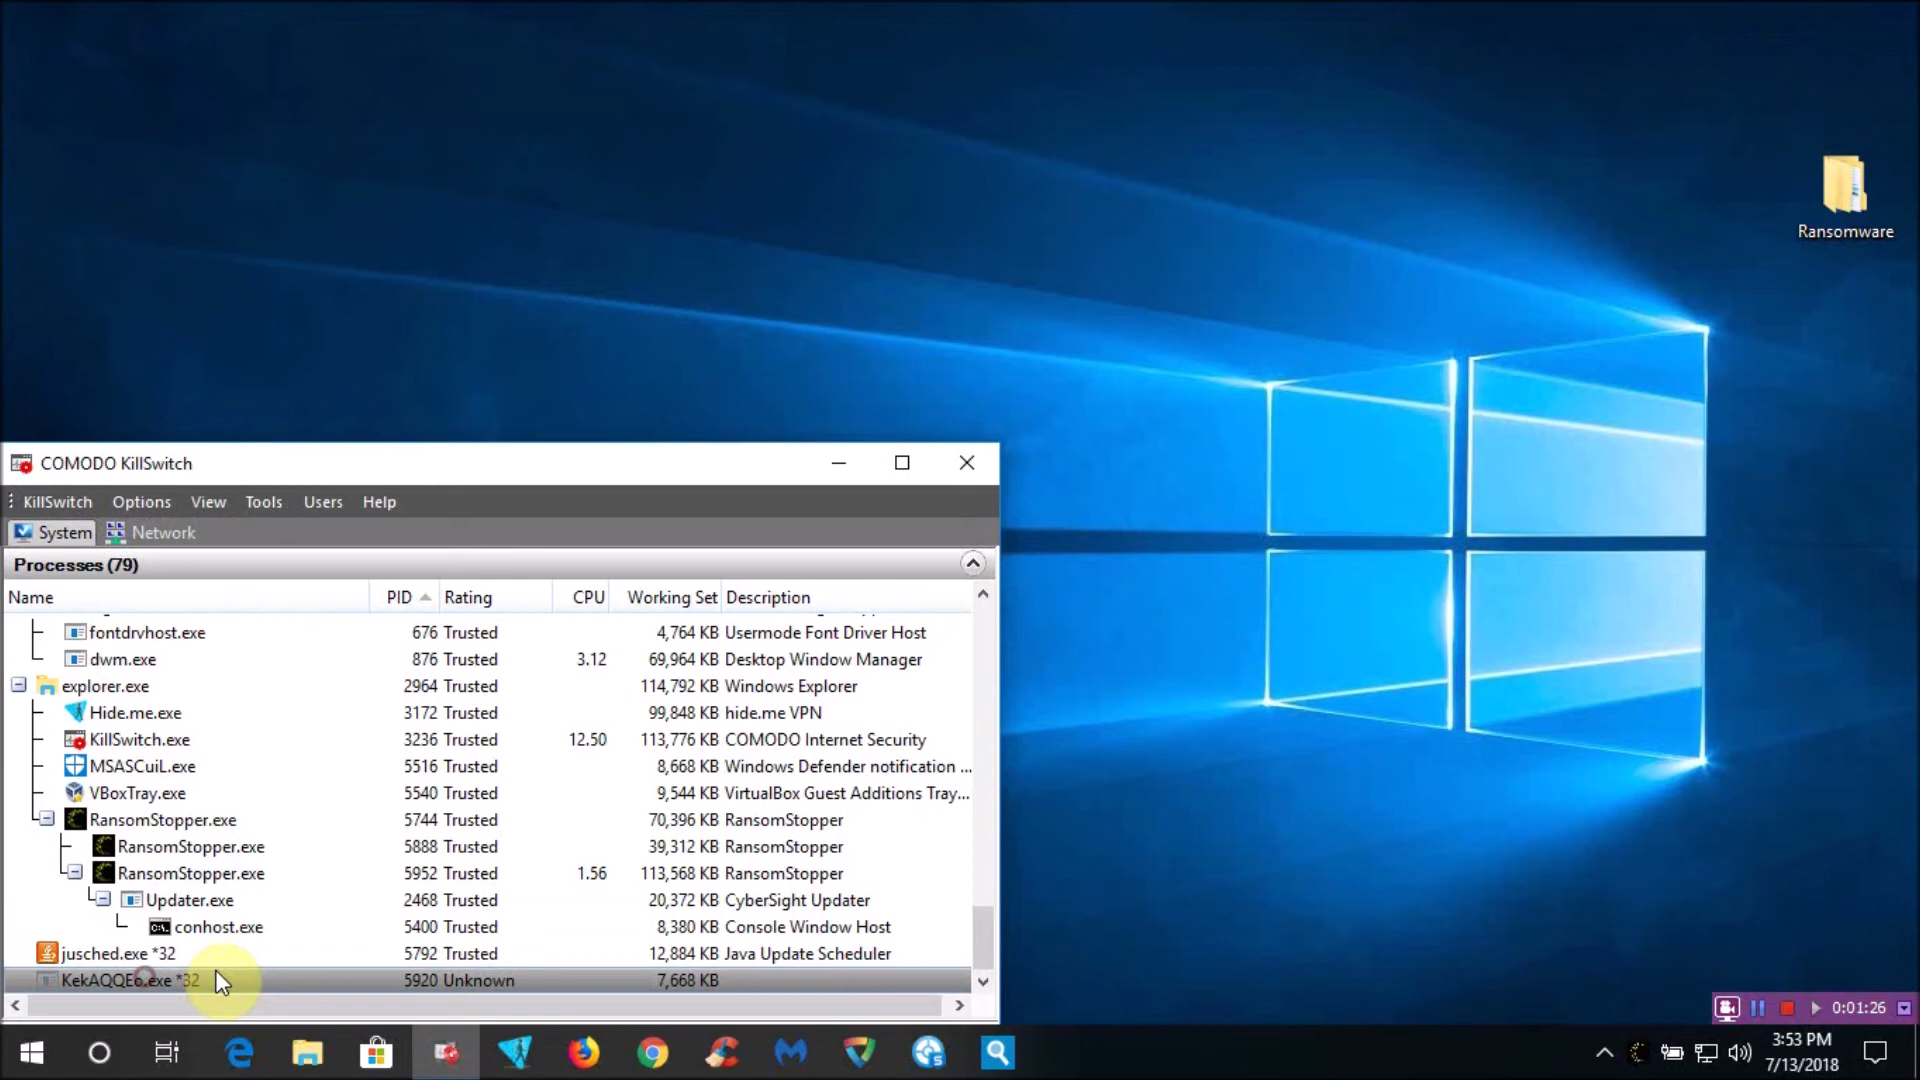 Ransomware
COMODO KillSwitch
KillSwitch Options View Tools Users Help
System Network
Processes (79)
Name PID Rating CPU Working Set Description
fontdrvhost.exe 676 Trusted 4,764 KB Usermode Font Driver Host
dwm.exe 876 Trusted 3.12 69,964 KB Desktop Window Manager
explorer.exe 2964 Trusted 114,792 KB Windows Explorer
Hide.me.exe 3172 Trusted 99,848 KB hide.me VPN
KillSwitch.exe 3236 Trusted 12.50 113,776 KB COMODO Internet Security
MSASCuiL.exe 5516 Trusted 8,668 KB Windows Defender notification ...
VBoxTray.exe 5540 Trusted 9,544 KB VirtualBox Guest Additions Tray...
RansomStopper.exe 5744 Trusted 70,396 KB RansomStopper
RansomStopper.exe 5888 Trusted 39,312 KB RansomStopper
RansomStopper.exe 5952 Trusted 1.56 113,568 KB RansomStopper
Updater.exe 2468 Trusted 20,372 KB CyberSight Updater
conhost.exe 5400 Trusted 8,380 KB Console Window Host
jusched.exe *32 5792 Trusted 12,884 KB Java Update Scheduler
KekAQQEo.exe *32 5920 Unknown 7,668 KB
0:01:26
3:53 PM
7/13/2018